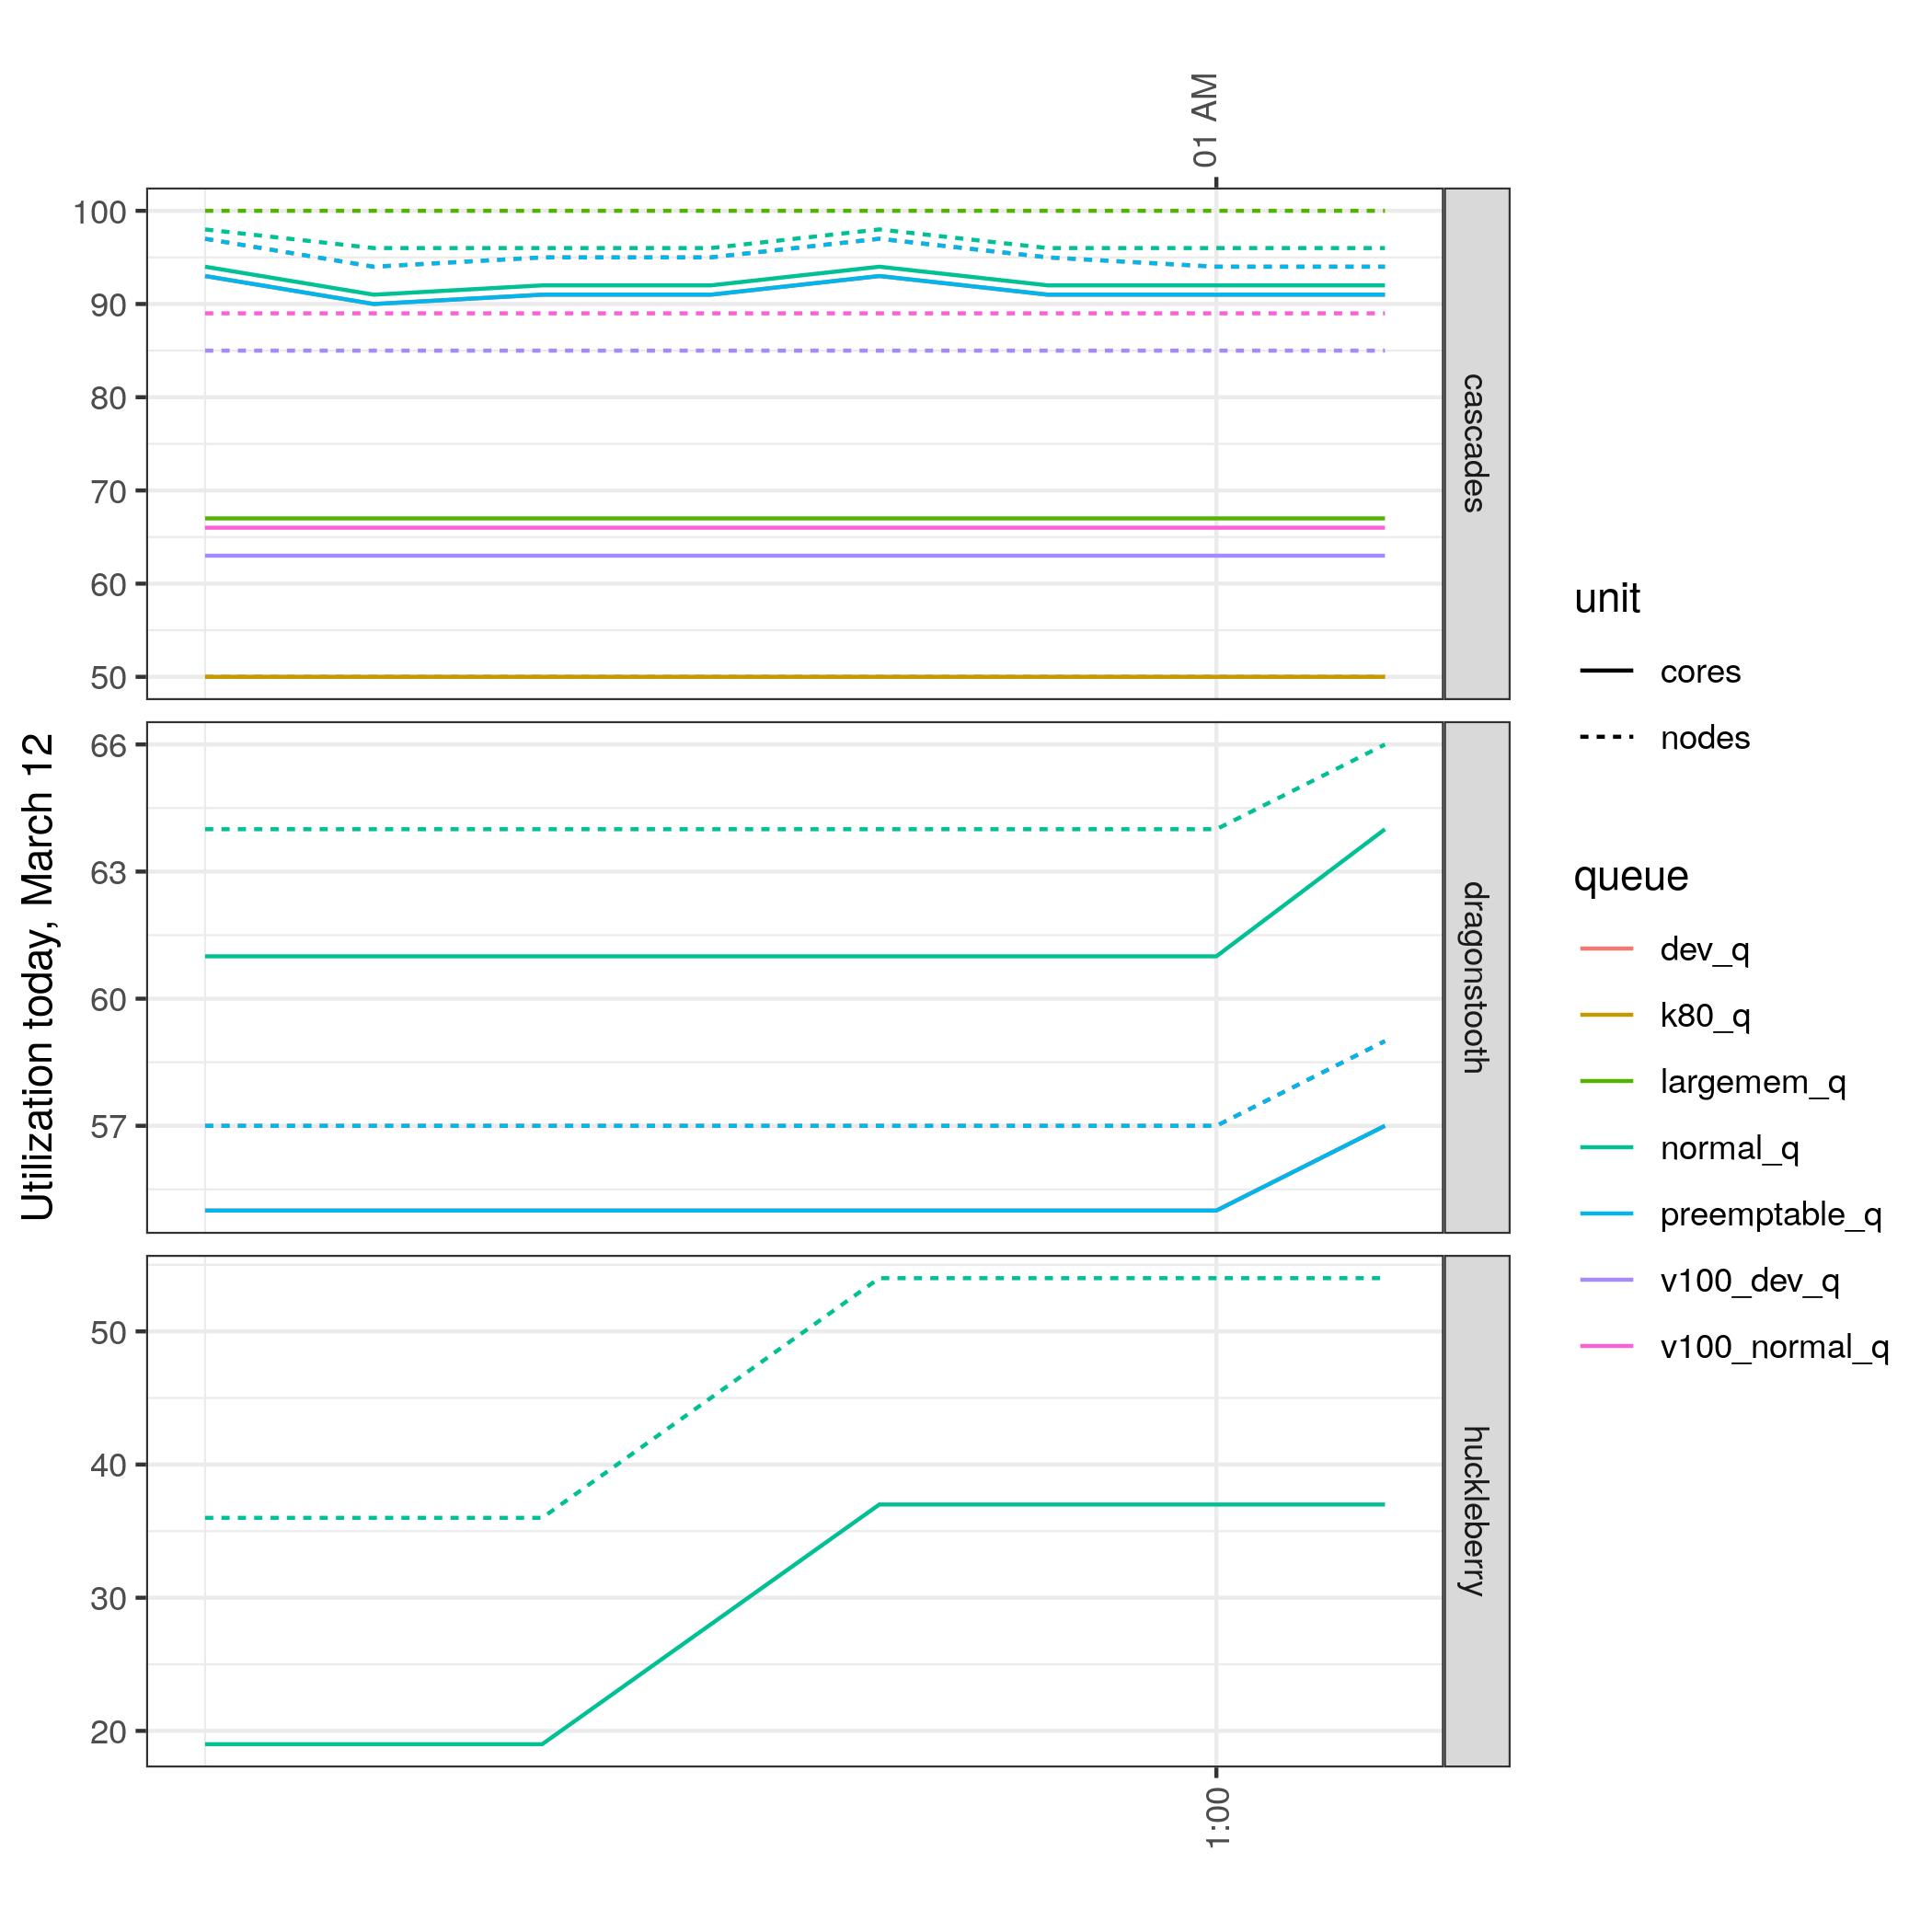 01 AM
Utilization today, March 12
100
90
80
70
60
50
cascades
66
63
60
57
dragonstooth
50
40
30
20
huckleberry
1:00
unit
cores
nodes
queue
dev_q
k80_q
largemem_q
normal_q
preemptable_q
v100_dev_q
v100_normal_q